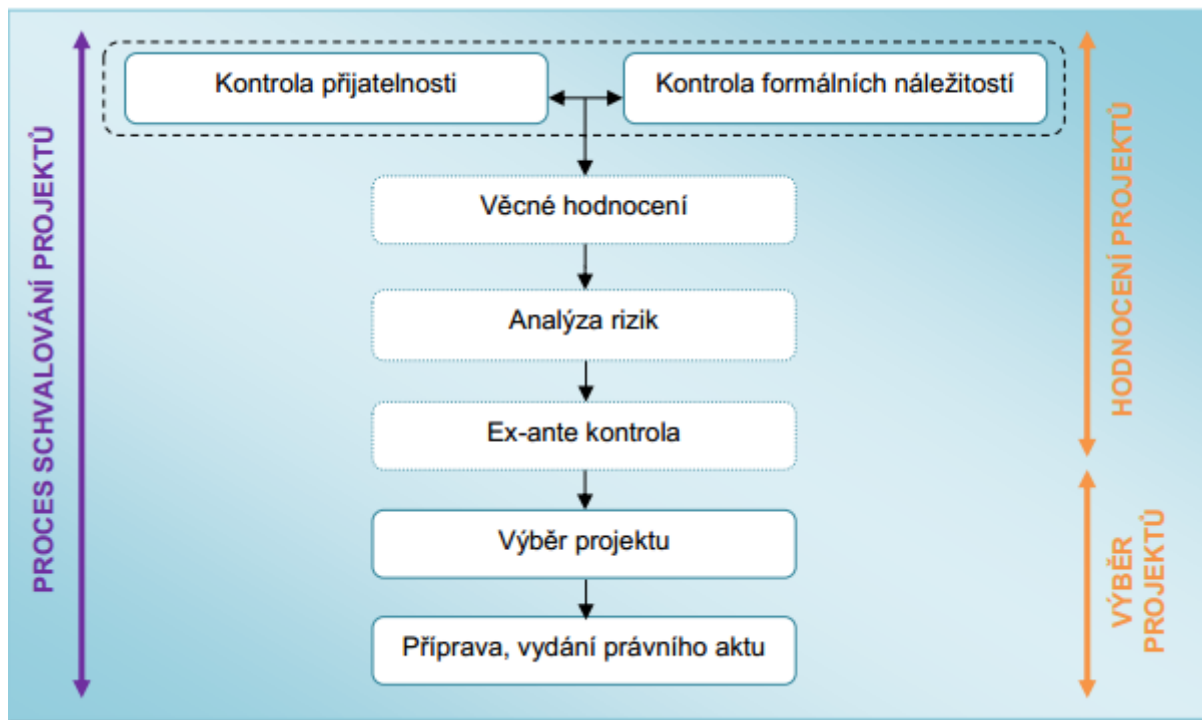 PROCES SCHVALOVÁNÍ PROJEKTŮ
Kontrola přijatelnosti
Kontrola formálních náležitostí
Věcné hodnocení
Analýza rizik
Ex-ante kontrola
Výběr projektu
Příprava, vydání právního aktu
HODNOCENÍ PROJEKTŮ
VÝBĚR
PROJEKTŮ